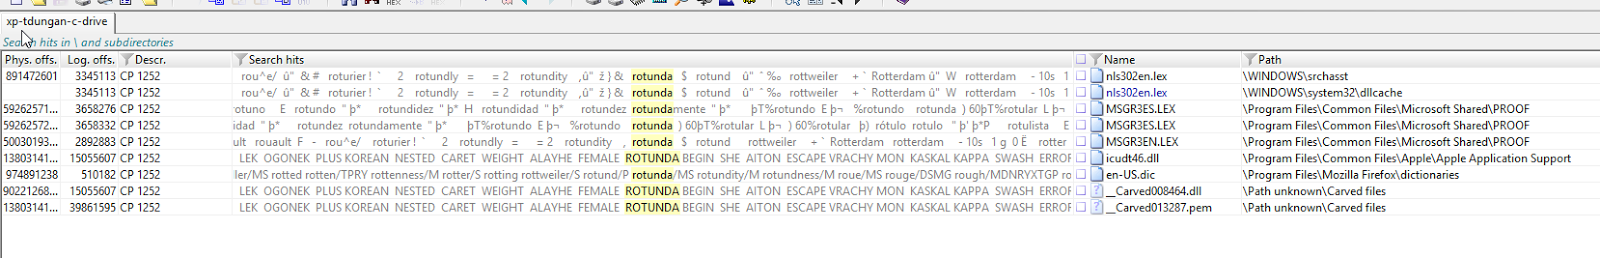 xp-tdungan-c-drive
Search hits in \ and subdirectories
Phys. offs. Log. offs. Descr. Search hits Name Path
891472601 3345113 CP 1252 rou^e/ û" & # roturier! ` 2 rotundly = = 2 rotundity ,û" ž } & rotunda $ rotund û" ˆ ‰ rottweiler + ` Rotterdam û" W rotterdam - 10s 1 nls302en.lex \WINDOWS\srchasst
3345113 CP 1252 rou^e/ û" & # roturier! ` 2 rotundly = = 2 rotundity ,û" ž } & rotunda $ rotund û" ˆ ‰ rottweiler + ` Rotterdam û" W rotterdam - 10s 1 nls302en.lex \WINDOWS\system32\dllcache
59262571... 3658276 CP 1252 rotuno E rotundo " þ* rotundidez " þ* H rotundidad " þ* rotundez rotundamente " þ* þT%rotundo E þ¬ %rotundo rotunda ) 60þT%rotular L þ¬ MSGR3ES.LEX \Program Files\Common Files\Microsoft Shared\PROOF
59262572... 3658332 CP 1252 idad " þ* rotundez rotundamente " þ* þT%rotundo E þ¬ %rotundo rotunda ) 60þT%rotular L þ¬ ) 60%rotular þ) rótulo rotulo " þ' þ*P rotulista E MSGR3ES.LEX \Program Files\Common Files\Microsoft Shared\PROOF
50030193... 2892883 CP 1252 ult rouault F - rou^e/ roturier! ` 2 rotundly = = 2 rotundity , rotunda rotund rottweiler + ` Rotterdam rotterdam - 10s 1 g 0 Ë rotter MSGR3ES.LEX \Program Files\Common Files\Microsoft Shared\PROOF
13803141... 15055607 CP 1252 LEK OGONEK PLUS KOREAN NESTED CARET WEIGHT ALAYHE FEMALE ROTUNDA BEGIN SHE AITON ESCAPE VRACHY MON KASKAL KAPPA SWASH ERROF icudt46.dll \Program Files\Common Files\Apple\Apple Application Support
974891238 510182 CP 1252 ler/MS rotted rotten/TPRY rottenness/M rotter/S rotting rottweiler/S rotund/P rotunda/MS rotundity/M rotundness/M roue/MS rouge/DSMG rough/MDNRYXTGP ro en-US.dic \Program Files\Mozilla Firefox\dictionaries
90221268... 15055607 CP 1252 LEK OGONEK PLUS KOREAN NESTED CARET WEIGHT ALAYHE FEMALE ROTUNDA BEGIN SHE AITON ESCAPE VRACHY MON KASKAL KAPPA SWASH ERROF __Carved008464.dll \Path unknown\Carved files
13803141... 39861595 CP 1252 LEK OGONEK PLUS KOREAN NESTED CARET WEIGHT ALAYHE FEMALE ROTUNDA BEGIN SHE AITON ESCAPE VRACHY MON KASKAL KAPPA SWASH ERROF __Carved013287.pem \Path unknown\Carved files